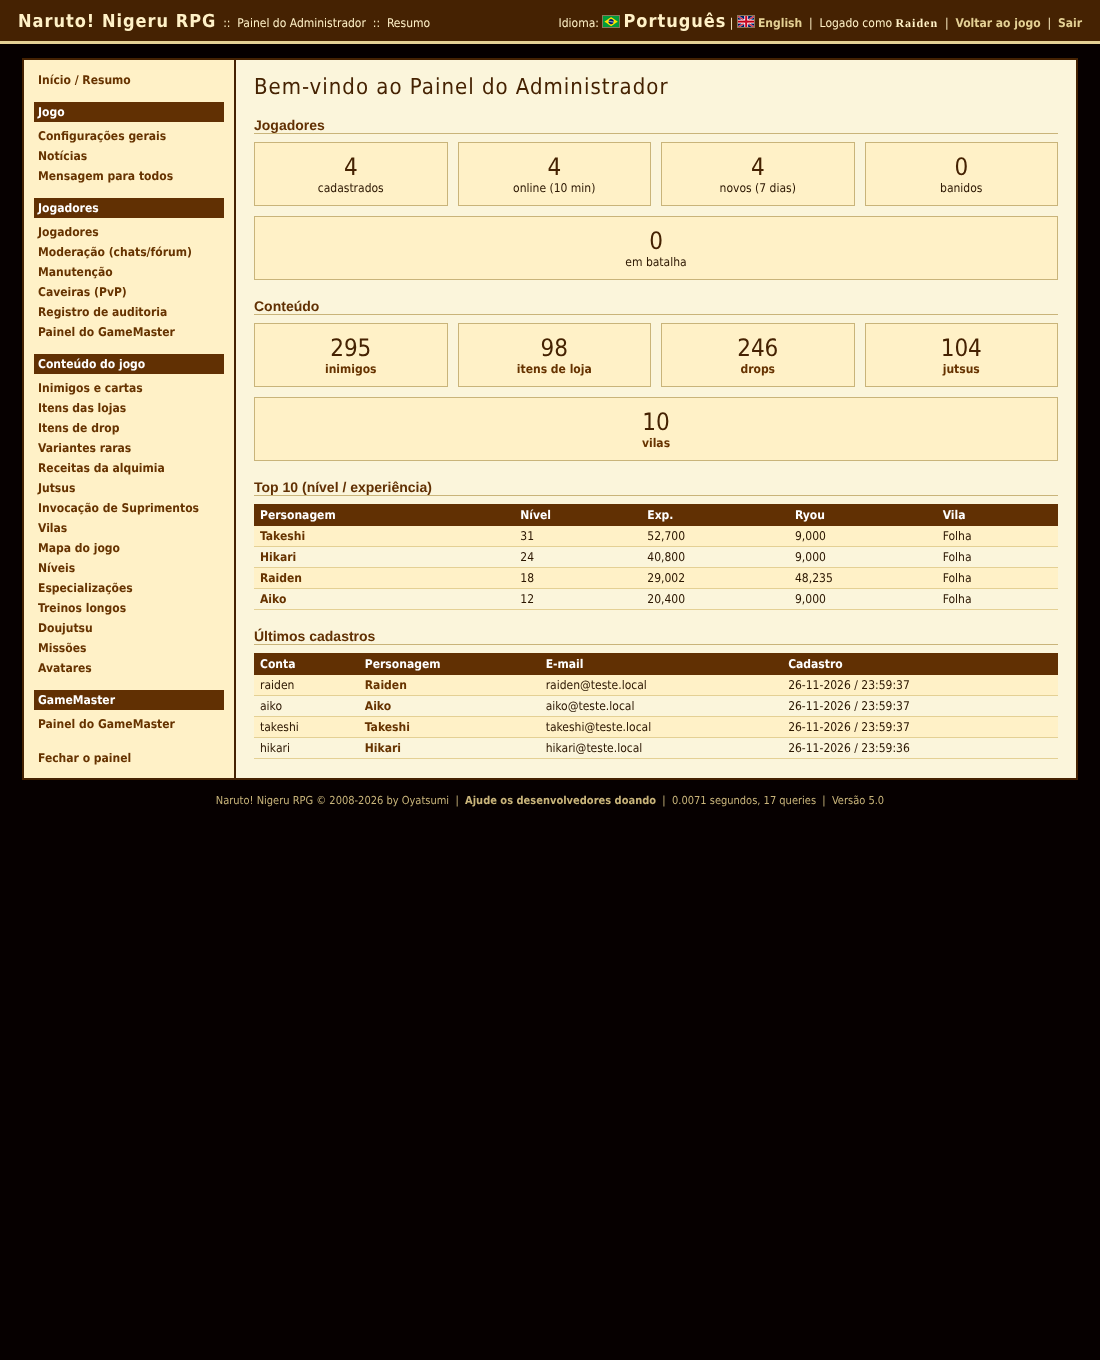 Naruto! Nigeru RPG :: Painel do Administrador :: Resumo
Idioma: Português | English | Logado como Raiden | Voltar ao jogo | Sair
Início / Resumo
Jogo
Configurações gerais
Notícias
Mensagem para todos
Jogadores
Jogadores
Moderação (chats/fórum)
Manutenção
Caveiras (PvP)
Registro de auditoria
Painel do GameMaster
Conteúdo do jogo
Inimigos e cartas
Itens das lojas
Itens de drop
Variantes raras
Receitas da alquimia
Jutsus
Invocação de Suprimentos
Vilas
Mapa do jogo
Níveis
Especializações
Treinos longos
Doujutsu
Missões
Avatares
GameMaster
Painel do GameMaster
Fechar o painel
Bem-vindo ao Painel do Administrador
Jogadores
4 4 4 0
cadastrados online (10 min) novos (7 dias) banidos
0
em batalha
Conteúdo
295 98 246 104
inimigos itens de loja drops jutsus
10
vilas
Top 10 (nível / experiência)
Personagem Nível Exp. Ryou Vila
Takeshi 31 52,700 9,000 Folha
Hikari 24 40,800 9,000 Folha
Raiden 18 29,002 48,235 Folha
Aiko 12 20,400 9,000 Folha
Últimos cadastros
Conta Personagem E-mail Cadastro
raiden Raiden raiden@teste.local 26-11-2026 / 23:59:37
aiko Aiko aiko@teste.local 26-11-2026 / 23:59:37
takeshi Takeshi takeshi@teste.local 26-11-2026 / 23:59:37
hikari Hikari hikari@teste.local 26-11-2026 / 23:59:36
Naruto! Nigeru RPG © 2008-2026 by Oyatsumi | Ajude os desenvolvedores doando | 0.0071 segundos, 17 queries | Versão 5.0